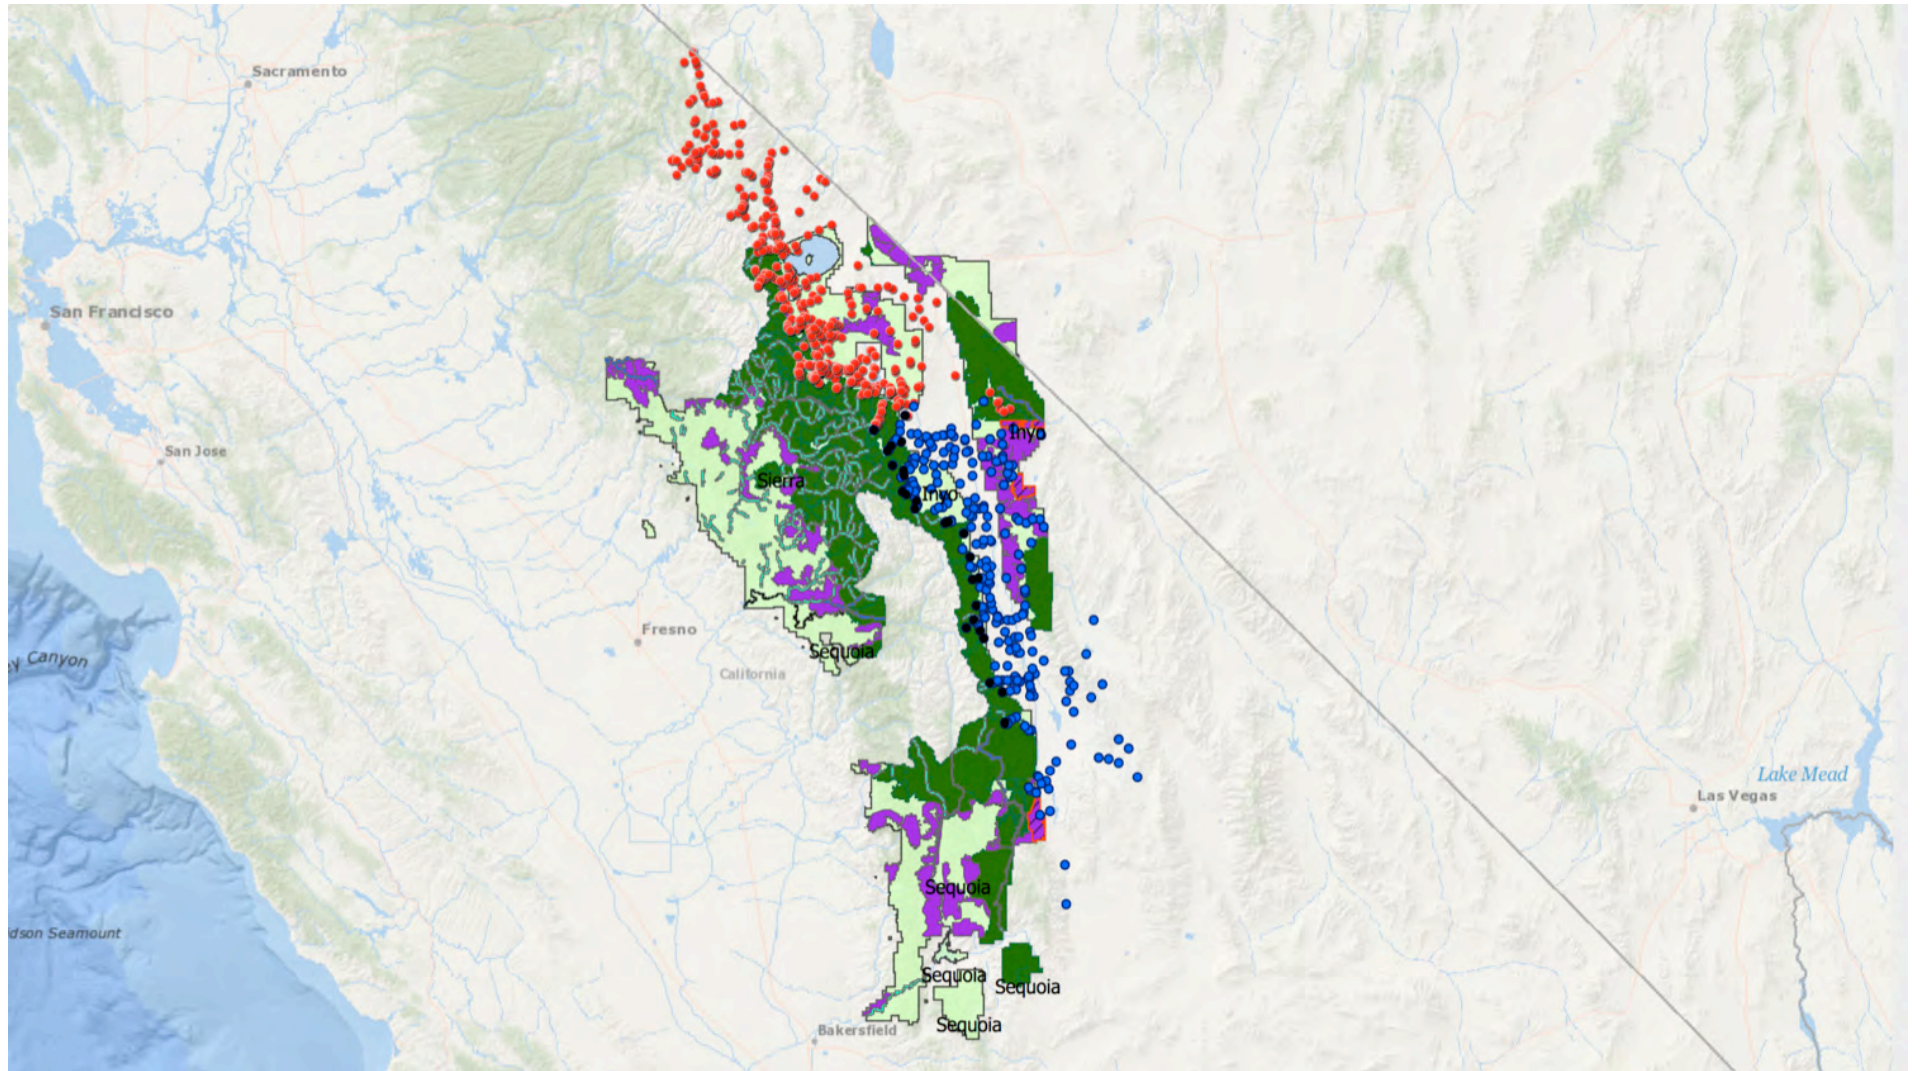 Sacramento
San Francisco
Inyo
San Jose
Sierra
Inyo
Fresno
ey Canyon
Sequoia
California
Lake Mead
Las Vegas
Sequoia
dson Seamount
Sequoia
Sequoia
Sequoia
Bakersfield